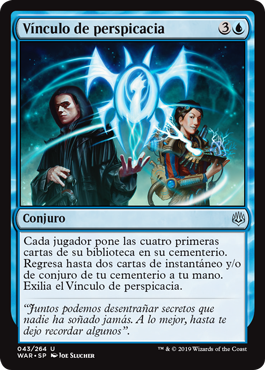 Vínculo de perspicacia 3
Conjuro
Cada jugador pone las cuatro primeras
cartas de su biblioteca en su cementerio.
Regresa hasta dos cartas de instantáneo y/o
de conjuro de tu cementerio a tu mano.
Exilia el Vínculo de perspicacia.
“Juntos podemos desentrañar secretos que
nadie ha soñado jamás. A lo mejor, hasta te
dejo recordar algunos”.
043/264 U
WAR • SP Joe Slucher
™ & © 2019 Wizards of the Coast